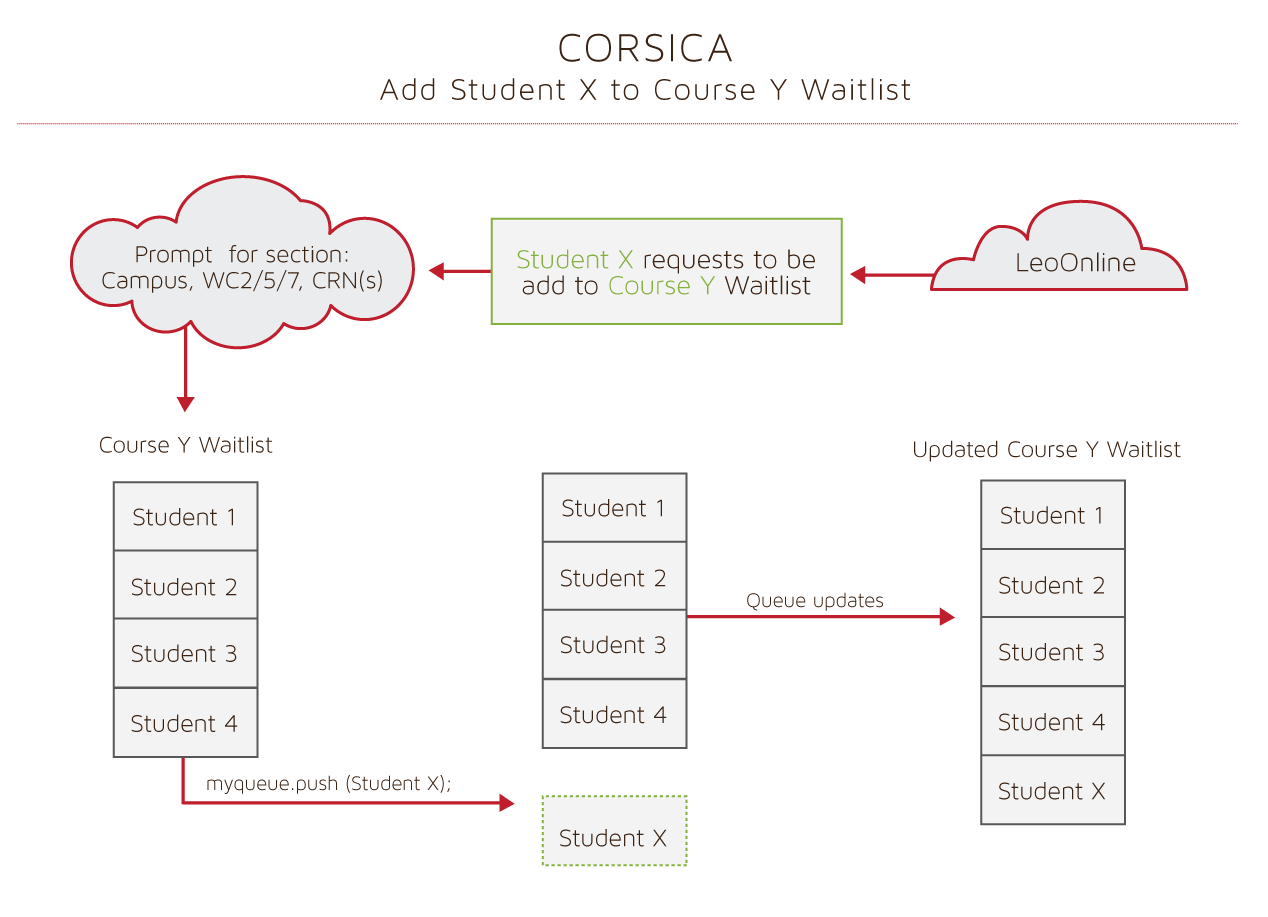 CORSICA
Add Student X to Course Y Waitlist
Prompt  for section:
Campus, WC2/5/7, CRN(s)
Student X requests to be
add to Course Y Waitlist
LeoOnline
Course Y Waitlist
Student 1
Student 2
Student 3
Student 4
myqueue.push (Student X);
Student 1
Student 2
Student 3
Student 4
Student X
Queue updates
Updated Course Y Waitlist
Student 1
Student 2
Student 3
Student 4
Student X